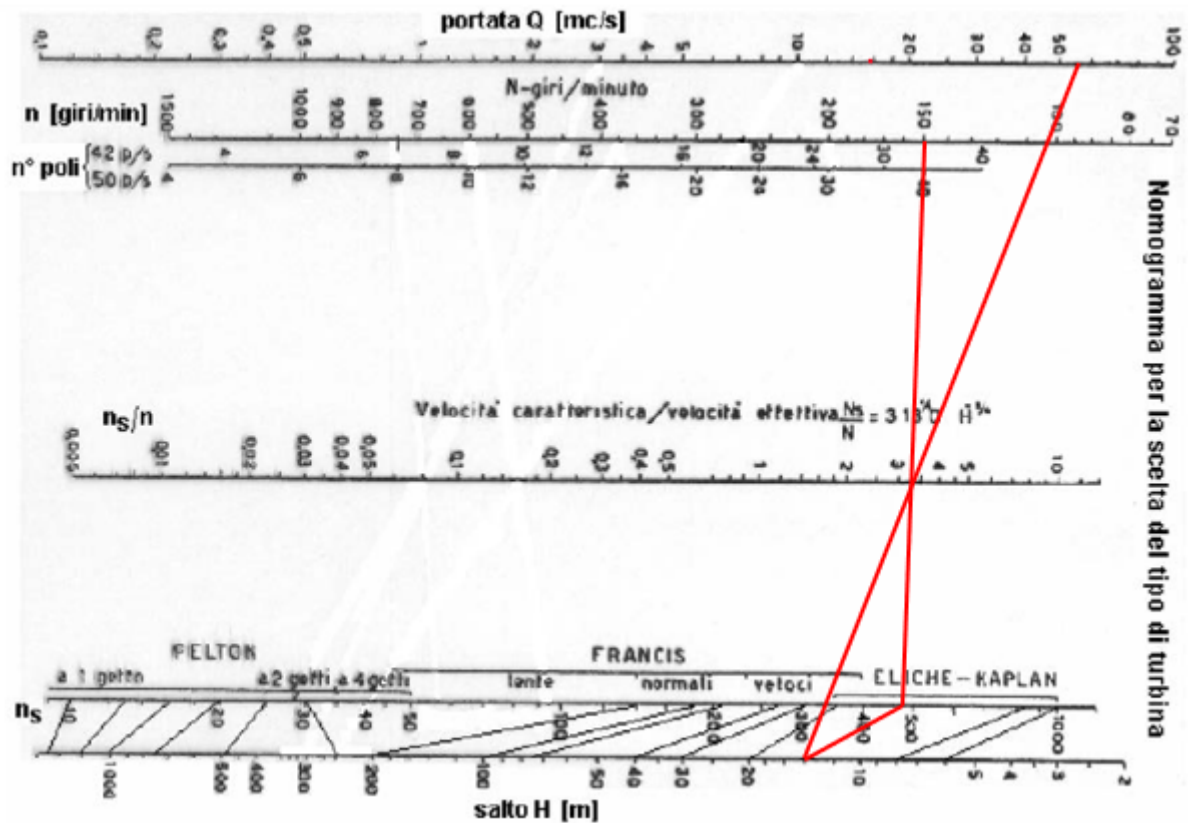 portata Q [mc/s]
0,1 0,2 0,3 0,4 0,5 1 2 3 4 5 10 20 30 40 50 100
N-giri/minuto
n [giri/min] 1500 1000 900 800 700 600 500 400 300 200 150 100 80 70
n° poli
42 p/s 4 6 8 10 12 16 20 24 30 40
50 p/s 4 6 8 10 12 16 20 24 30 40
Nomogramma per la scelta del tipo di turbina
ns/n
Velocità caratteristica/velocità effettiva Ns/N =
0,005 0,01 0,02 0,03 0,04 0,05 0,1 0,2 0,3 0,4 0,5 1 2 3 4 5 10
PELTON FRANCIS ELICHE-KAPLAN
a 1 getto a 2 getti a 4 getti lente normali veloci
ns 10 20 30 40 50 100 200 300 400 500 1000
1000 500 400 300 200 100 50 40 30 20 10 5 4 3 2
salto H [m]